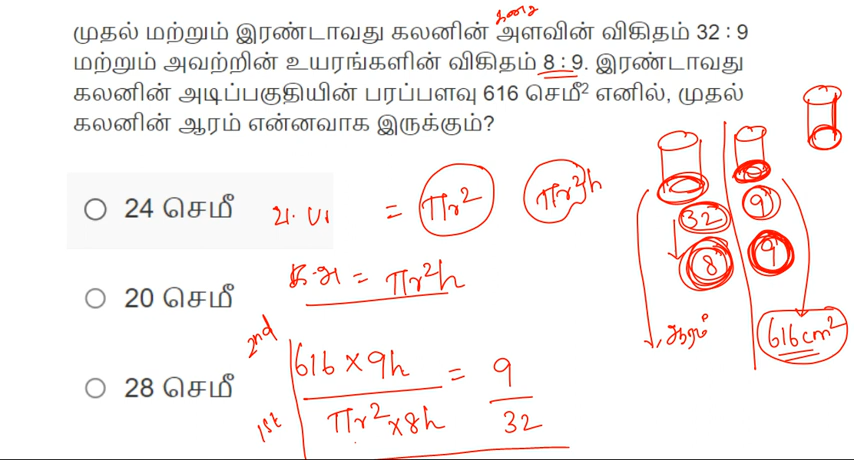 கன
முதல் மற்றும் இரண்டாவது கலனின் அளவின் விகிதம் 32 : 9
மற்றும் அவற்றின் உயரங்களின் விகிதம் 8 : 9. இரண்டாவது
கலனின் அடிப்பகுதியின் பரப்பளவு 616 செமீ² எனில், முதல்
கலனின் ஆரம் என்னவாக இருக்கும்?
24 செமீ
20 செமீ
28 செமீ
ப. ப = πr²
πr²h
க.அ = πr²h
2nd 616 × 9h = 9
1st πr² × 8h 32
32 9
8 9
ஆரம் 616cm²